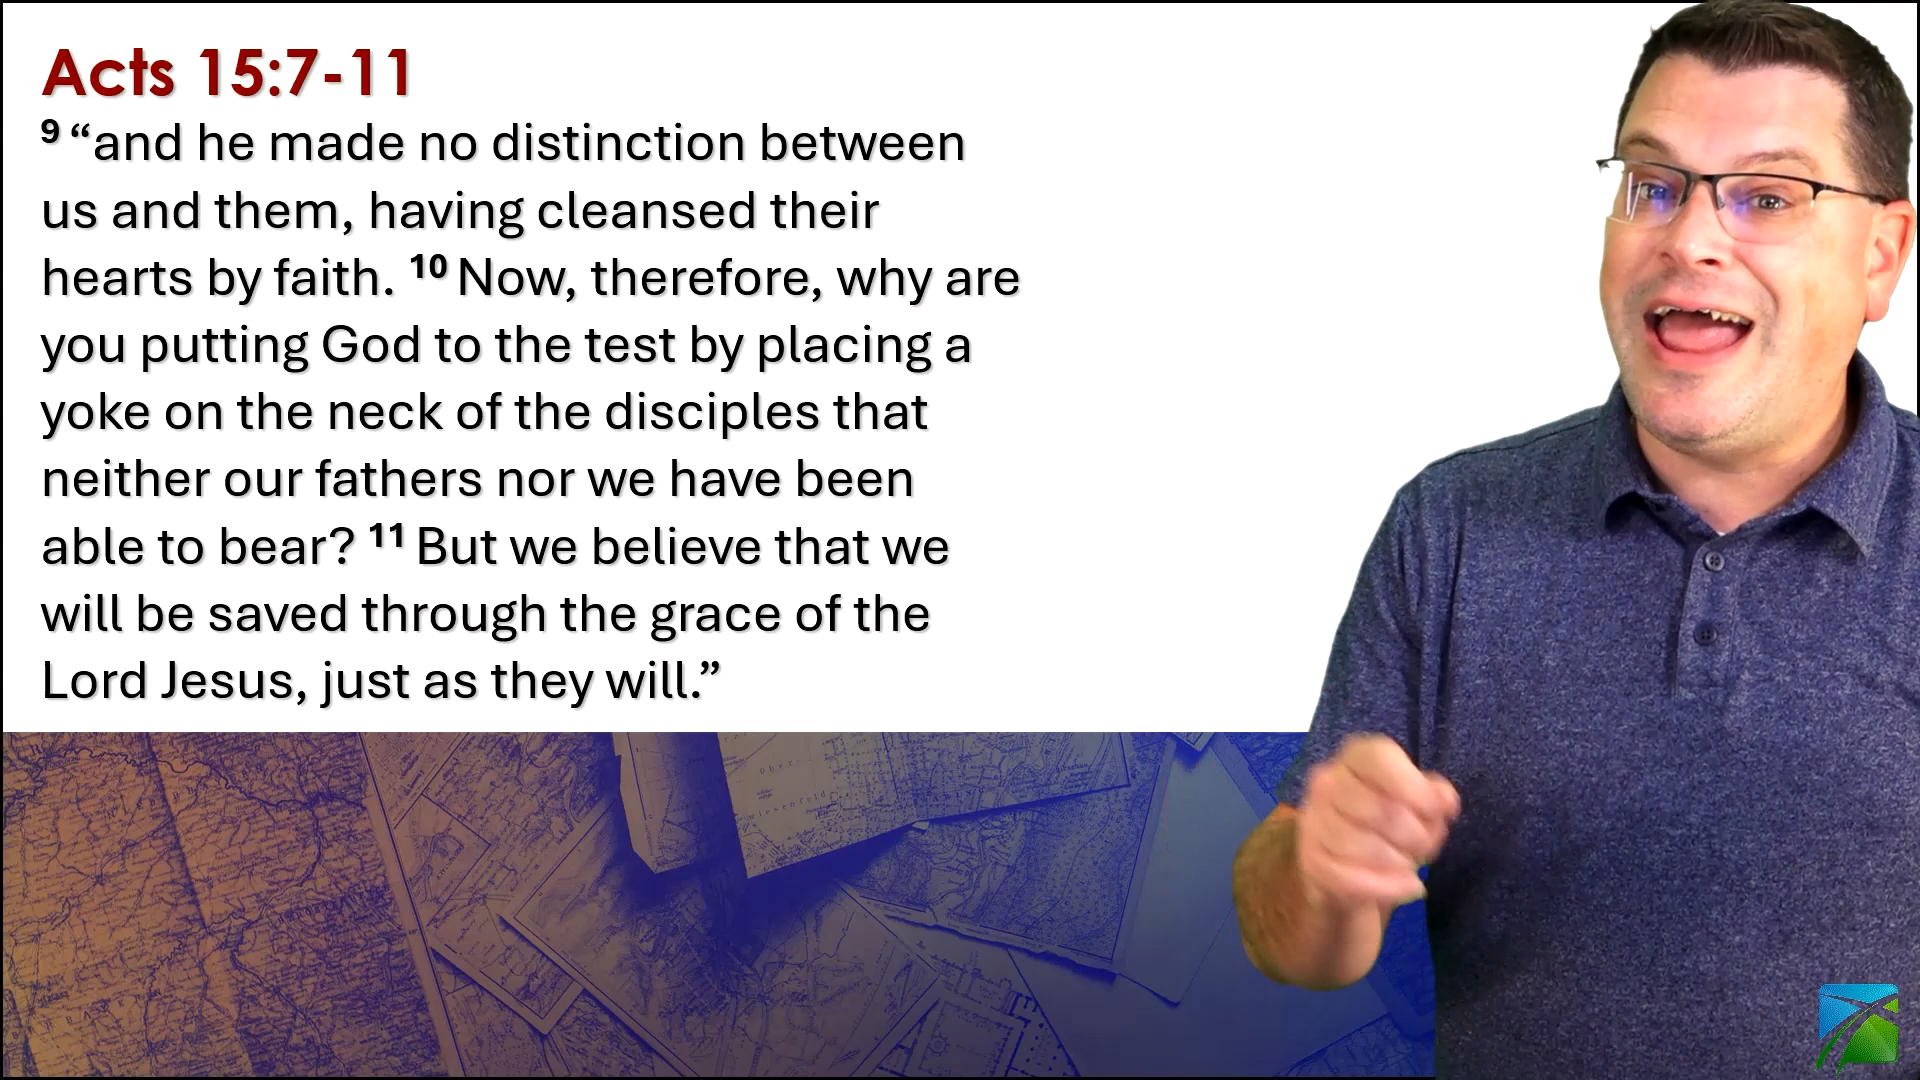 Acts 15:7-11
9 “and he made no distinction between
us and them, having cleansed their
hearts by faith. 10 Now, therefore, why are
you putting God to the test by placing a
yoke on the neck of the disciples that
neither our fathers nor we have been
able to bear? 11 But we believe that we
will be saved through the grace of the
Lord Jesus, just as they will.”